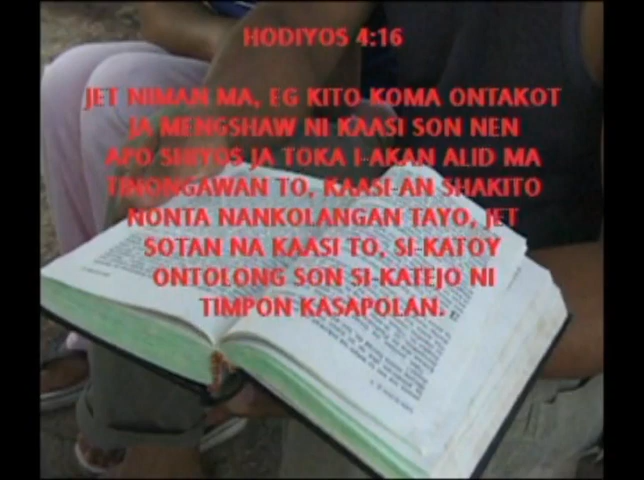 HODIYOS 4:16
JET NIMAN MA, EG KITO KOMA ONTAKOT
JA MENGSHAW NI KAASI SON NEN
APO SHIYOS JA TOKA I-AKAN ALID MA
TINONGAWAN TO, KAASI-AN SHAKITO
NONTA NANKOLANGAN TAYO, JET
SOTAN NA KAASI TO, SI-KATOY
ONTOLONG SON SI-KATEJO NI
TIMPON KASAPOLAN.